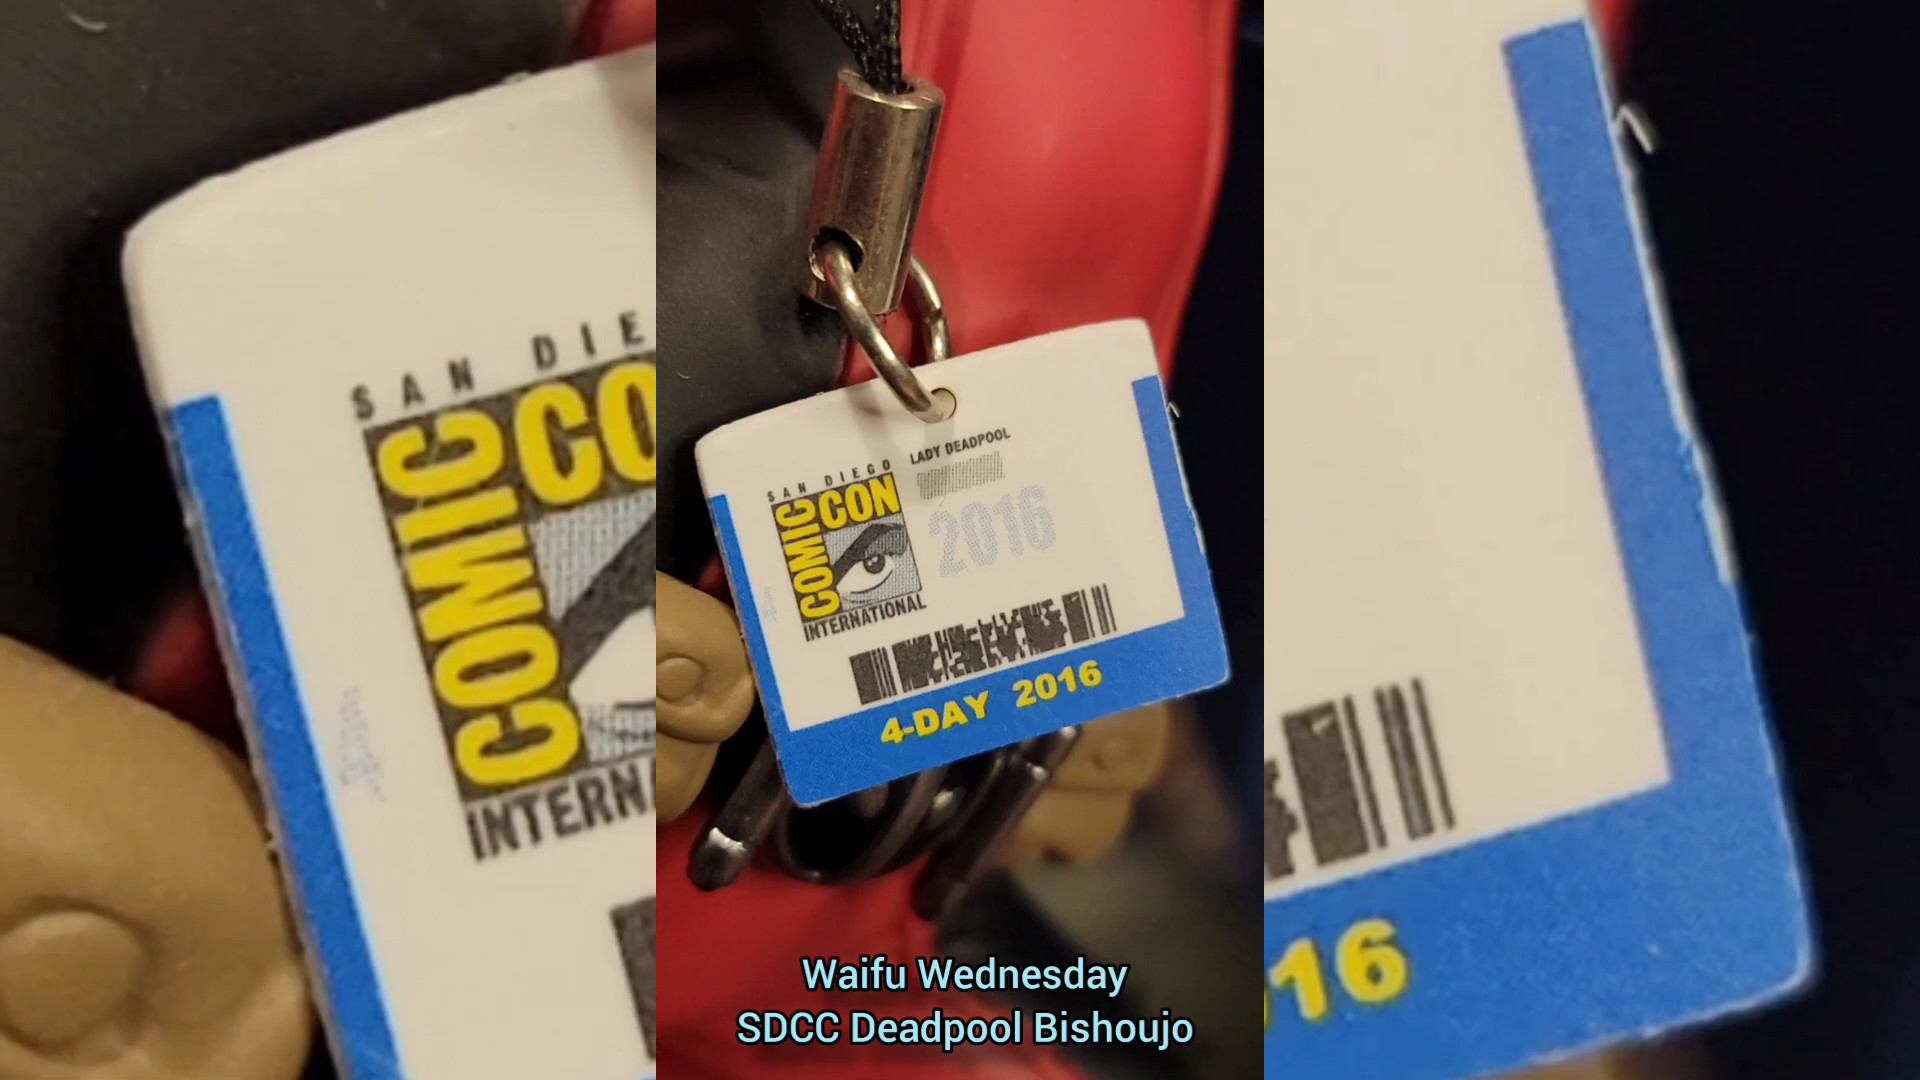 SAN DIE
COMIC
CO
INTERN
LADY DEADPOOL
SAN DIEGO
COMIC
CON
INTERNATIONAL
2016
4-DAY 2016
16
Waifu Wednesday
SDCC Deadpool Bishoujo